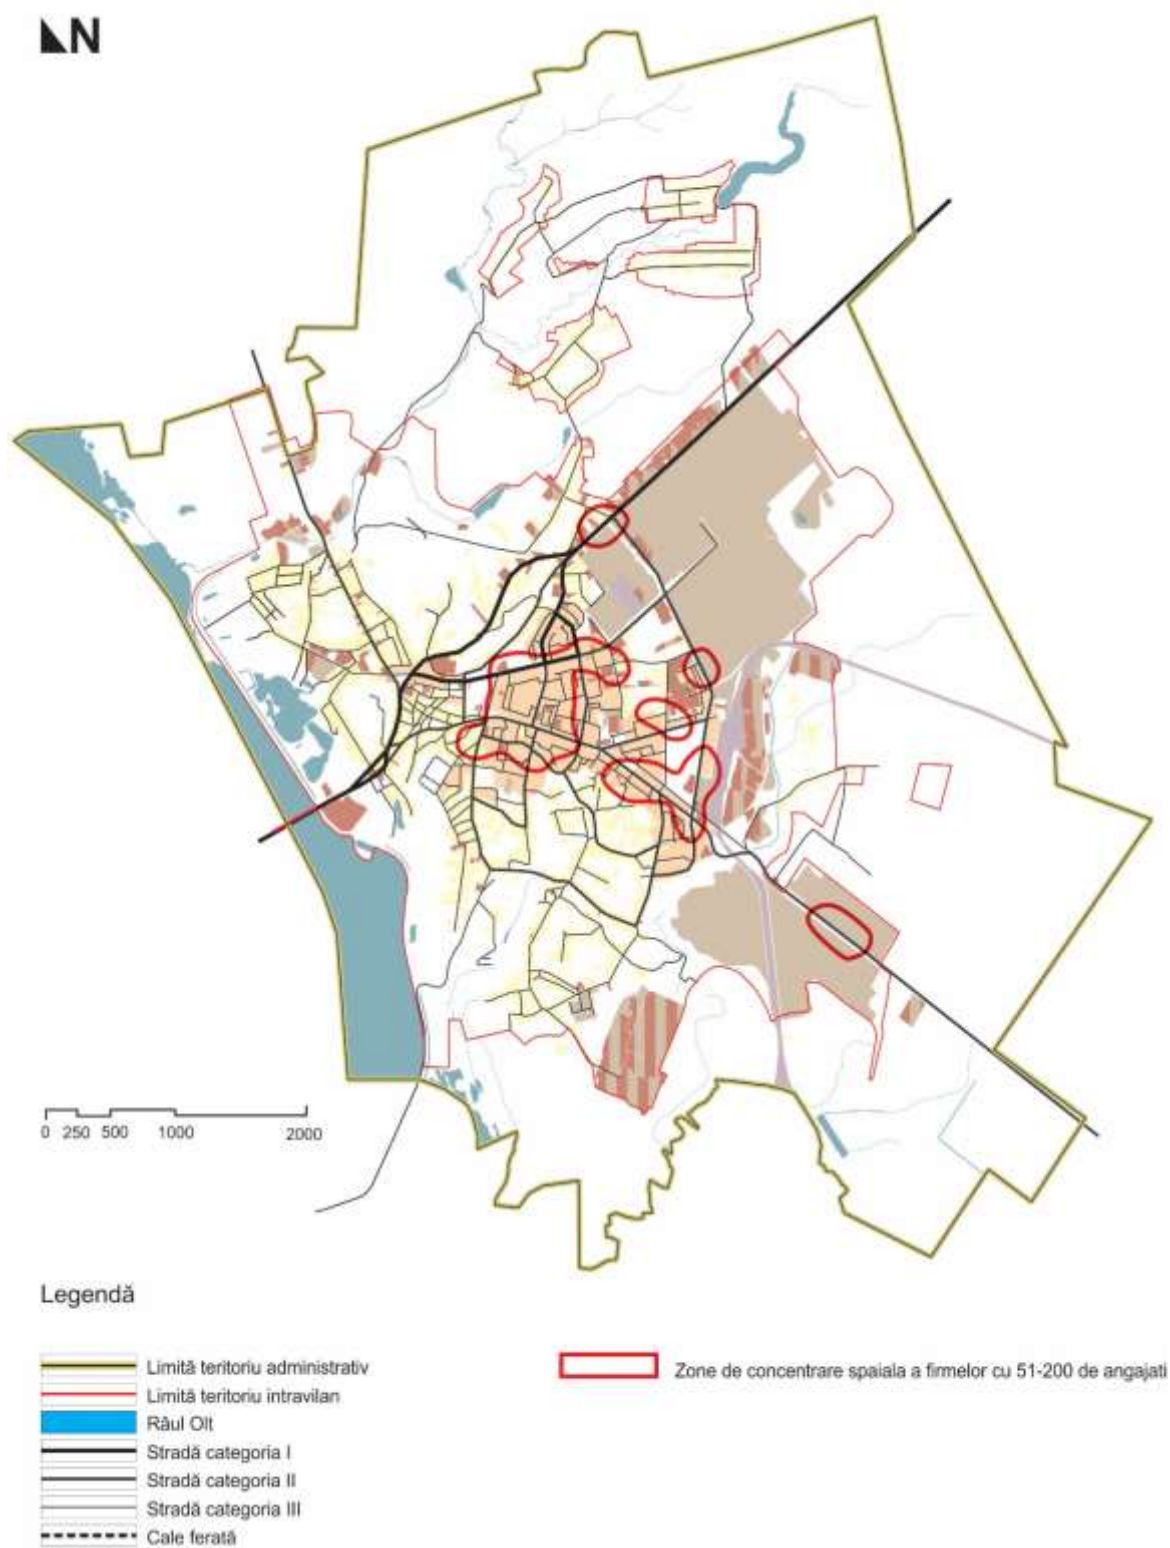 N
0 250 500 1000 2000
Legendă
Limită teritoriu administrativ
Limită teritoriu intravilan
Râul Olt
Stradă categoria I
Stradă categoria II
Stradă categoria III
Cale ferată
Zone de concentrare spaiala a firmelor cu 51-200 de angajati